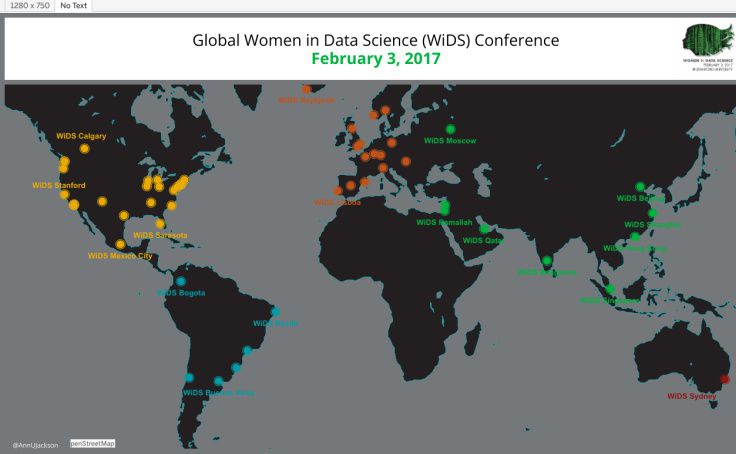 1280 x 750 No Text
Global Women in Data Science (WiDS) Conference
February 3, 2017
WOMEN IN DATA SCIENCE
FEBRUARY 3, 2017
@ STANFORD UNIVERSITY
WiDS Reykjavik
WiDS Calgary
WiDS Moscow
WiDS Stanford
WiDS Lisboa
WiDS Beijing
WiDS Ramallah
WiDS Shanghai
WiDS Sarasota
WiDS Qatar
WiDS Hong Kong
WiDS Mexico City
WiDS
WiDS Bogota
WiDS Singapore
WiDS Recife
WiDS Buenos Aires
WiDS Sydney
@AnnUJackson
penStreetMap